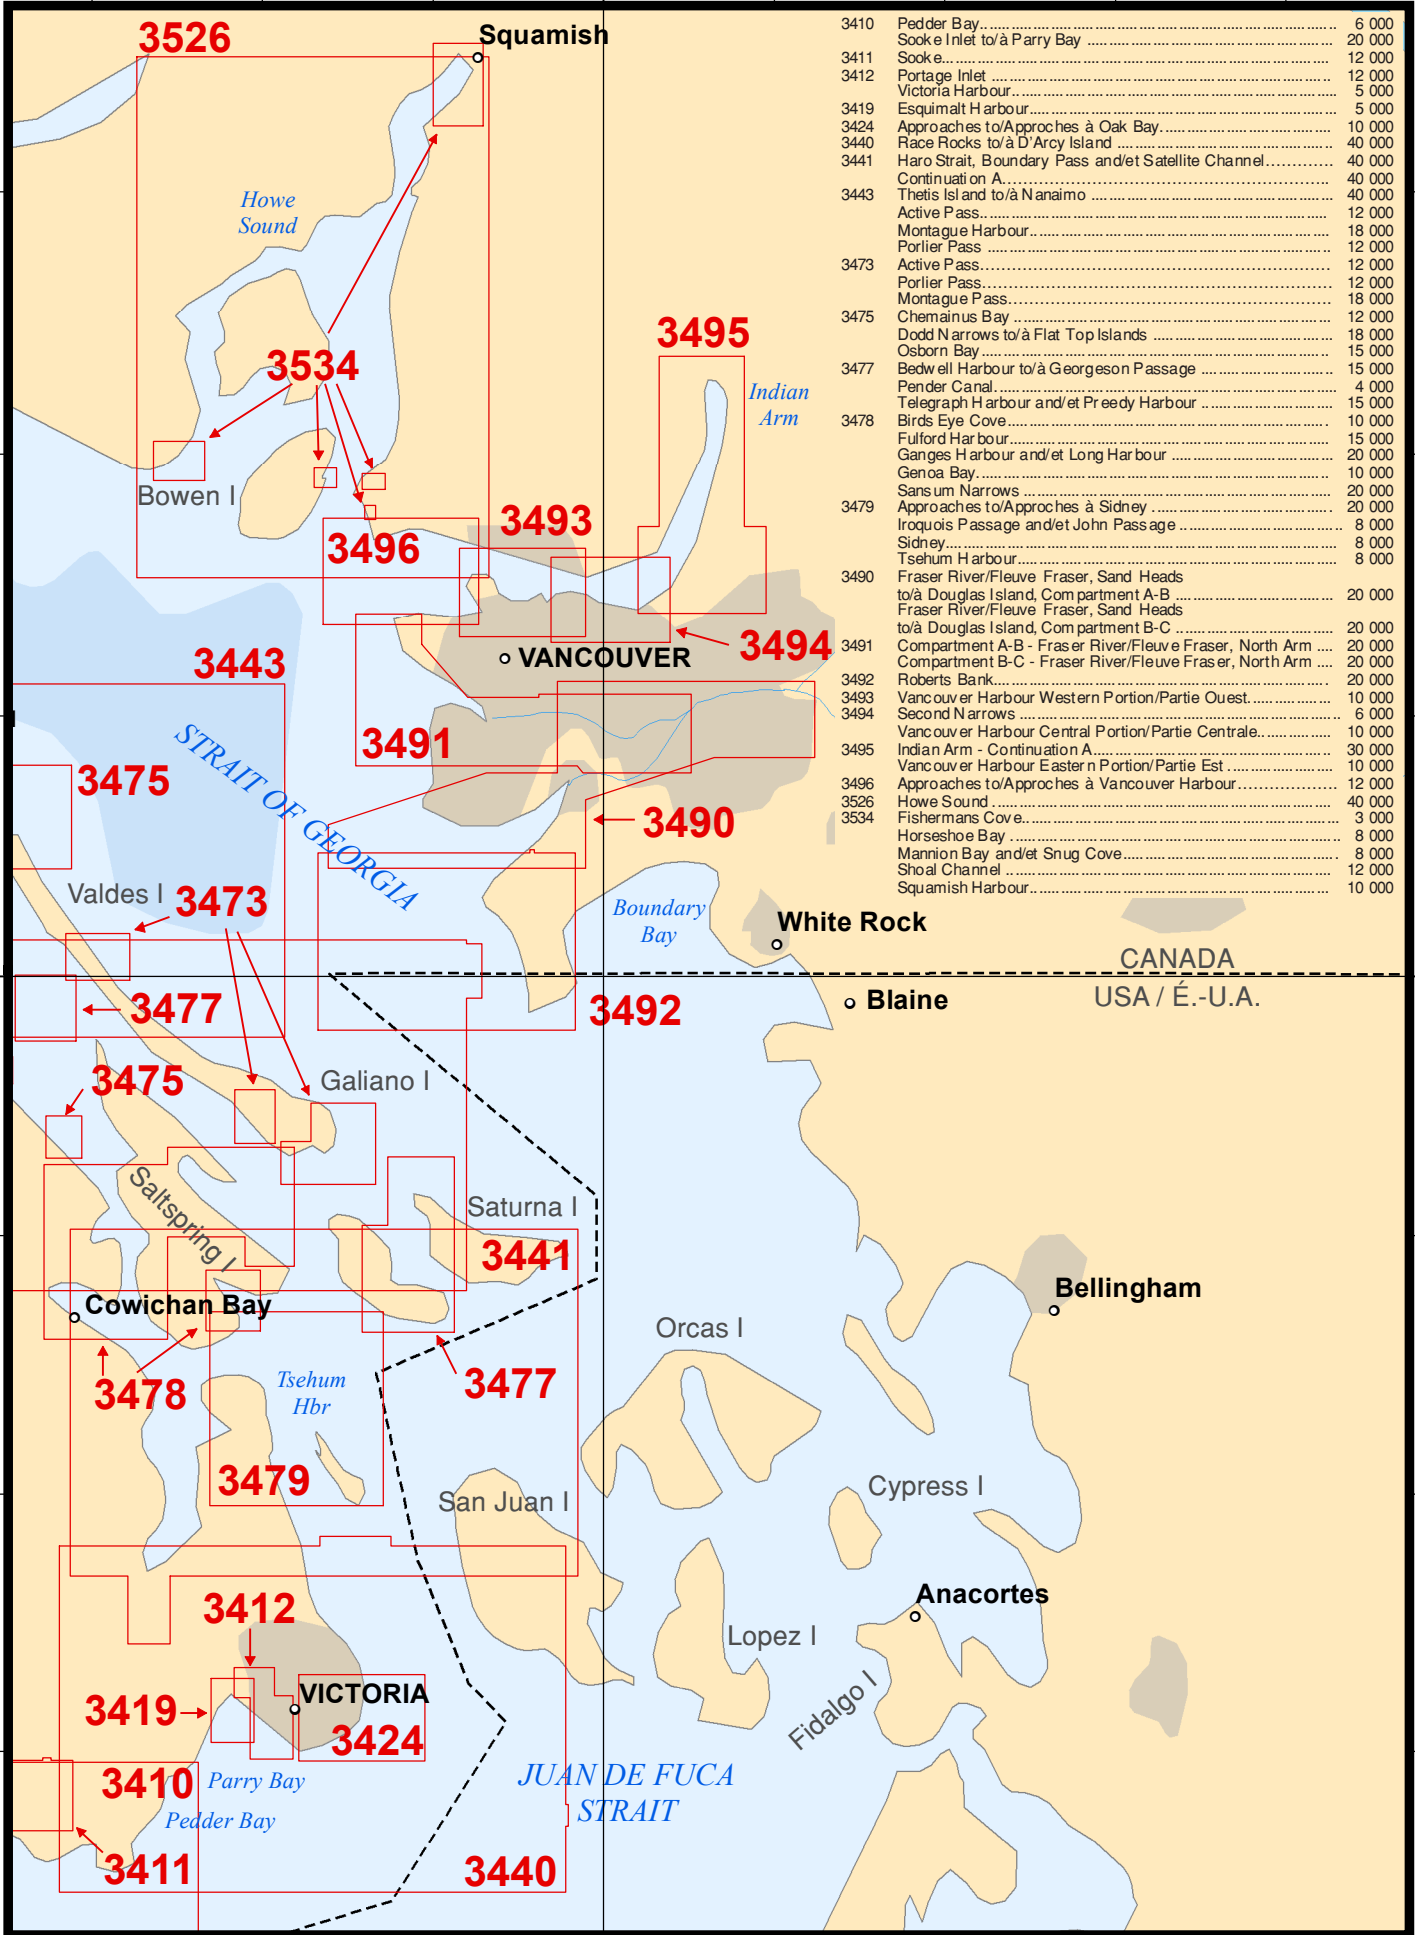 3410 Pedder Bay 6 000
Sooke Inlet to/à Parry Bay 20 000
3411 Sooke 12 000
3412 Portage Inlet 12 000
Victoria Harbour 5 000
3419 Esquimalt Harbour 5 000
3424 Approaches to/Approches à Oak Bay 10 000
3440 Race Rocks to/à D'Arcy Island 40 000
3441 Haro Strait, Boundary Pass and/et Satellite Channel 40 000
Continuation A 40 000
3443 Thetis Island to/à Nanaimo 40 000
Active Pass 12 000
Montague Harbour 18 000
Porlier Pass 12 000
3473 Active Pass 12 000
Porlier Pass 12 000
Montague Pass 18 000
3475 Chemainus Bay 12 000
Dodd Narrows to/à Flat Top Islands 18 000
Osborn Bay 15 000
3477 Bedwell Harbour to/à Georgeson Passage 15 000
Pender Canal 4 000
Telegraph Harbour and/et Preedy Harbour 15 000
3478 Birds Eye Cove 10 000
Fulford Harbour 15 000
Ganges Harbour and/et Long Harbour 20 000
Genoa Bay 10 000
Sansum Narrows 20 000
3479 Approaches to/Approches à Sidney 20 000
Iroquois Passage and/et John Passage 8 000
Sidney 8 000
Tsehum Harbour 8 000
3490 Fraser River/Fleuve Fraser, Sand Heads
to/à Douglas Island, Compartment A-B 20 000
Fraser River/Fleuve Fraser, Sand Heads
to/à Douglas Island, Compartment B-C 20 000
3491 Compartment A-B - Fraser River/Fleuve Fraser, North Arm 20 000
Compartment B-C - Fraser River/Fleuve Fraser, North Arm 20 000
3492 Roberts Bank 20 000
3493 Vancouver Harbour Western Portion/Partie Ouest 10 000
3494 Second Narrows 6 000
Vancouver Harbour Central Portion/Partie Centrale 10 000
3495 Indian Arm - Continuation A 30 000
Vancouver Harbour Eastern Portion/Partie Est 10 000
3496 Approaches to/Approches à Vancouver Harbour 12 000
3526 Howe Sound 40 000
3534 Fishermans Cove 3 000
Horseshoe Bay 8 000
Mannion Bay and/et Snug Cove 8 000
Shoal Channel 12 000
Squamish Harbour 10 000
3526
Squamish
Howe
Sound
3495
3534
Indian
Arm
Bowen I
3493
3496
3494
VANCOUVER
3443
3491
STRAIT OF GEORGIA
3475
3490
Valdes I
3473
Boundary
Bay
White Rock
CANADA
USA / É.-U.A.
Blaine
3477
3492
3475
Galiano I
Saltspring I
Saturna I
3441
Bellingham
Cowichan Bay
Orcas I
Tsehum
Hbr
3477
3478
3479
San Juan I
Cypress I
Anacortes
3412
Lopez I
VICTORIA
3419
3424
Fidalgo I
3410
Parry Bay
Pedder Bay
JUAN DE FUCA
STRAIT
3411
3440